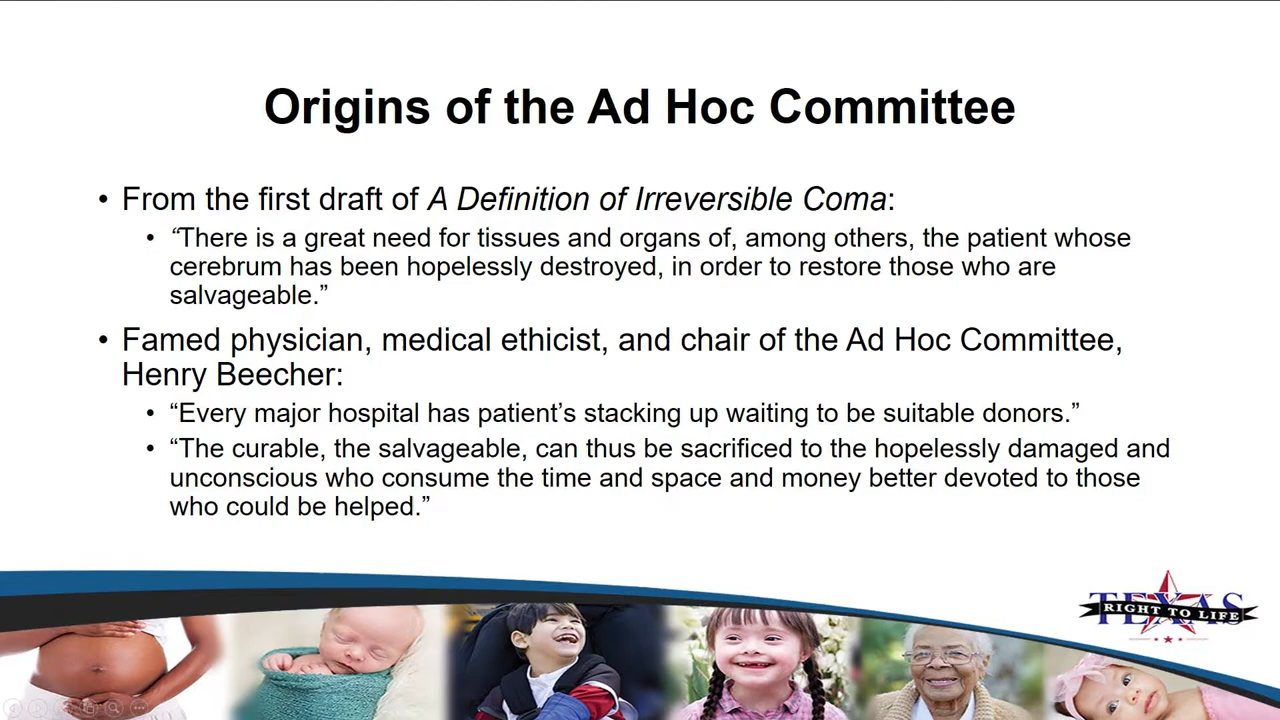 Origins of the Ad Hoc Committee
• From the first draft of A Definition of Irreversible Coma:
• “There is a great need for tissues and organs of, among others, the patient whose
cerebrum has been hopelessly destroyed, in order to restore those who are
salvageable.”
• Famed physician, medical ethicist, and chair of the Ad Hoc Committee,
Henry Beecher:
• “Every major hospital has patient’s stacking up waiting to be suitable donors.”
• “The curable, the salvageable, can thus be sacrificed to the hopelessly damaged and
unconscious who consume the time and space and money better devoted to those
who could be helped.”
TEXAS
RIGHT TO LIFE